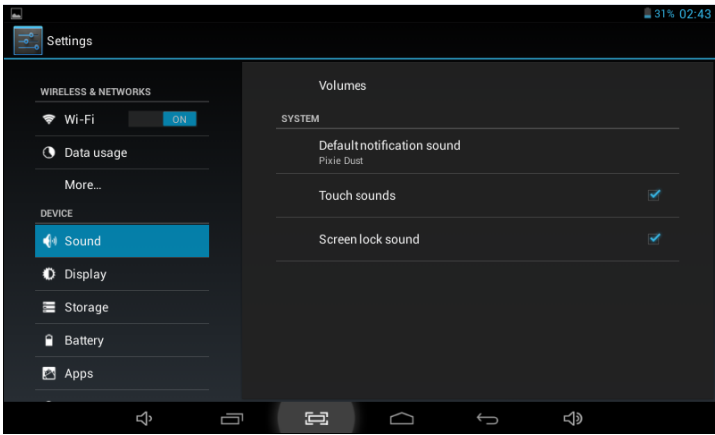 31% 02:43
Settings
WIRELESS & NETWORKS
Wi-Fi ON
Data usage
More...
DEVICE
Sound
Display
Storage
Battery
Apps
Volumes
SYSTEM
Default notification sound
Pixie Dust
Touch sounds
Screen lock sound